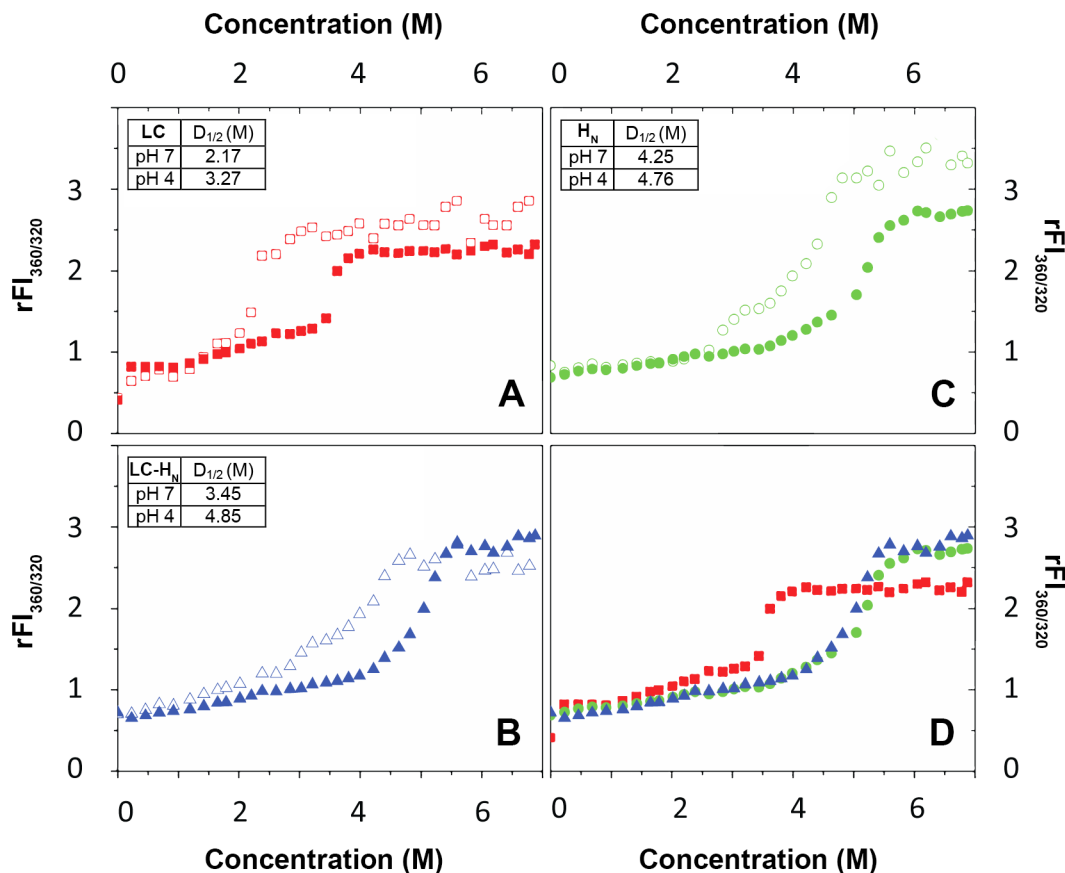 Concentration (M) Concentration (M)
0 2 4 6 0 2 4 6
LC D1/2 (M)
pH 7 2.17
pH 4 3.27
HN D1/2 (M)
pH 7 4.25
pH 4 4.76
3 3
2 2
1 1
0 0
rFI360/320 rFI360/320
A C
LC-HN D1/2 (M)
pH 7 3.45
pH 4 4.85
3 3
2 2
1 1
0 0
rFI360/320 rFI360/320
B D
0 2 4 6 0 2 4 6
Concentration (M) Concentration (M)